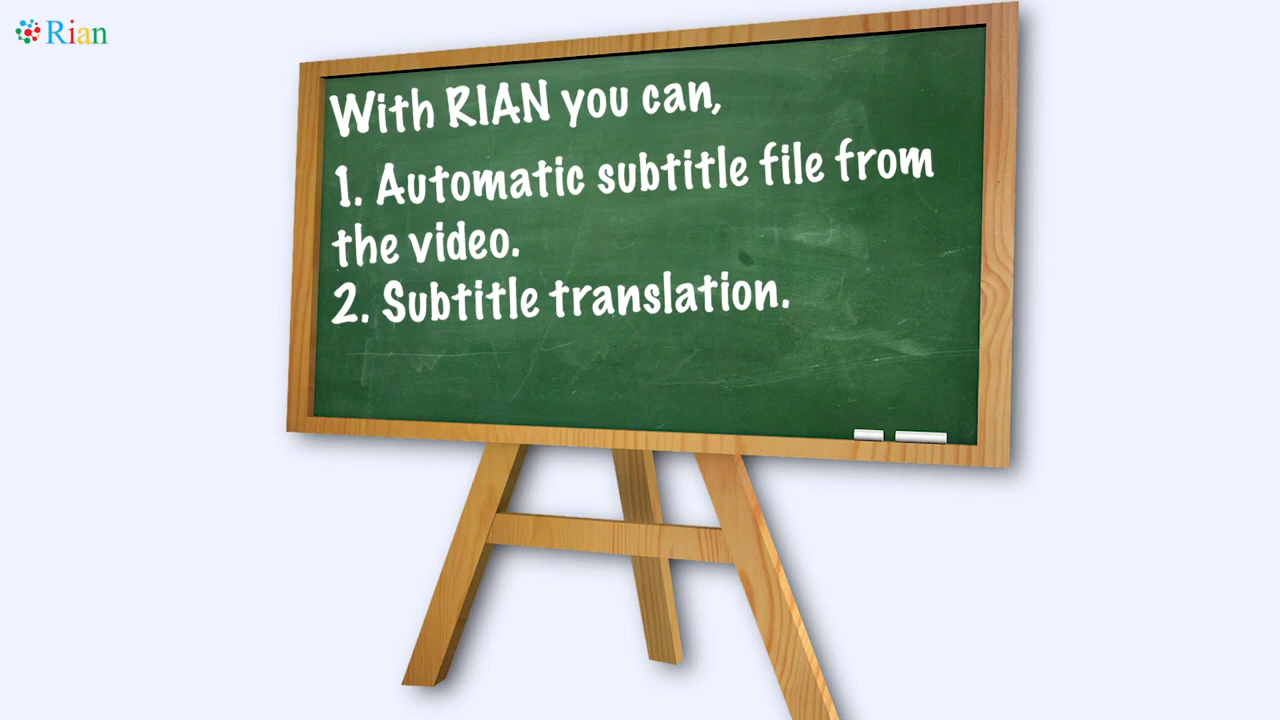 Rian
With RIAN you can,
1. Automatic subtitle file from
the video.
2. Subtitle translation.